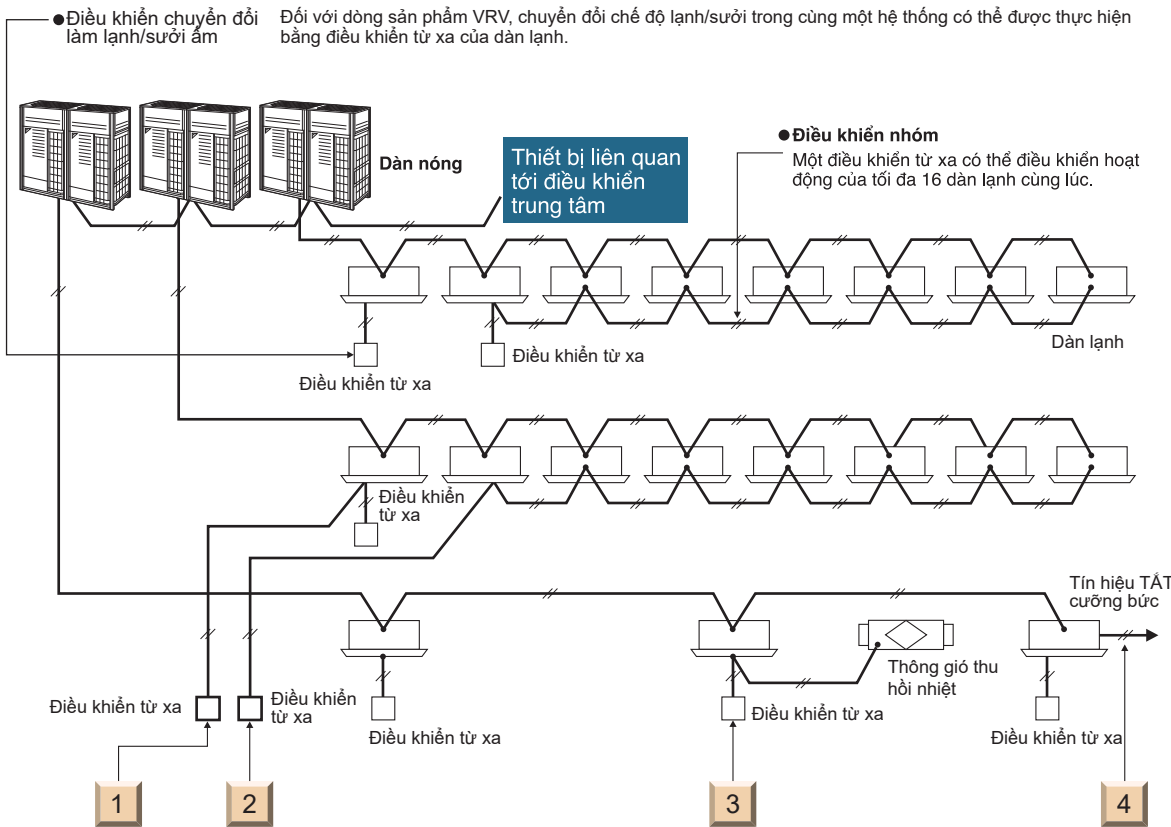 ●Điều khiển chuyển đổi
làm lạnh/sưởi ấm
Đối với dòng sản phẩm VRV, chuyển đổi chế độ lạnh/sưởi trong cùng một hệ thống có thể được thực hiện
bằng điều khiển từ xa của dàn lạnh.
Dàn nóng
Thiết bị liên quan
tới điều khiển
trung tâm
●Điều khiển nhóm
Một điều khiển từ xa có thể điều khiển hoạt
động của tối đa 16 dàn lạnh cùng lúc.
Điều khiển từ xa
Điều khiển từ xa
Dàn lạnh
Điều khiển
từ xa
Tín hiệu TẮT
cưỡng bức
Thông gió thu
hồi nhiệt
Điều khiển từ xa
Điều khiển
từ xa
Điều khiển từ xa
Điều khiển từ xa
Điều khiển từ xa
1
2
3
4